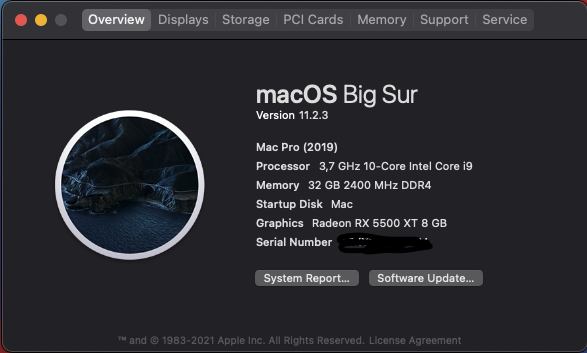 Overview Displays Storage PCI Cards Memory Support Service
macOS Big Sur
Version 11.2.3
Mac Pro (2019)
Processor 3,7 GHz 10-Core Intel Core i9
Memory 32 GB 2400 MHz DDR4
Startup Disk Mac
Graphics Radeon RX 5500 XT 8 GB
Serial Number
System Report... Software Update...
™ and © 1983-2021 Apple Inc. All Rights Reserved. License Agreement